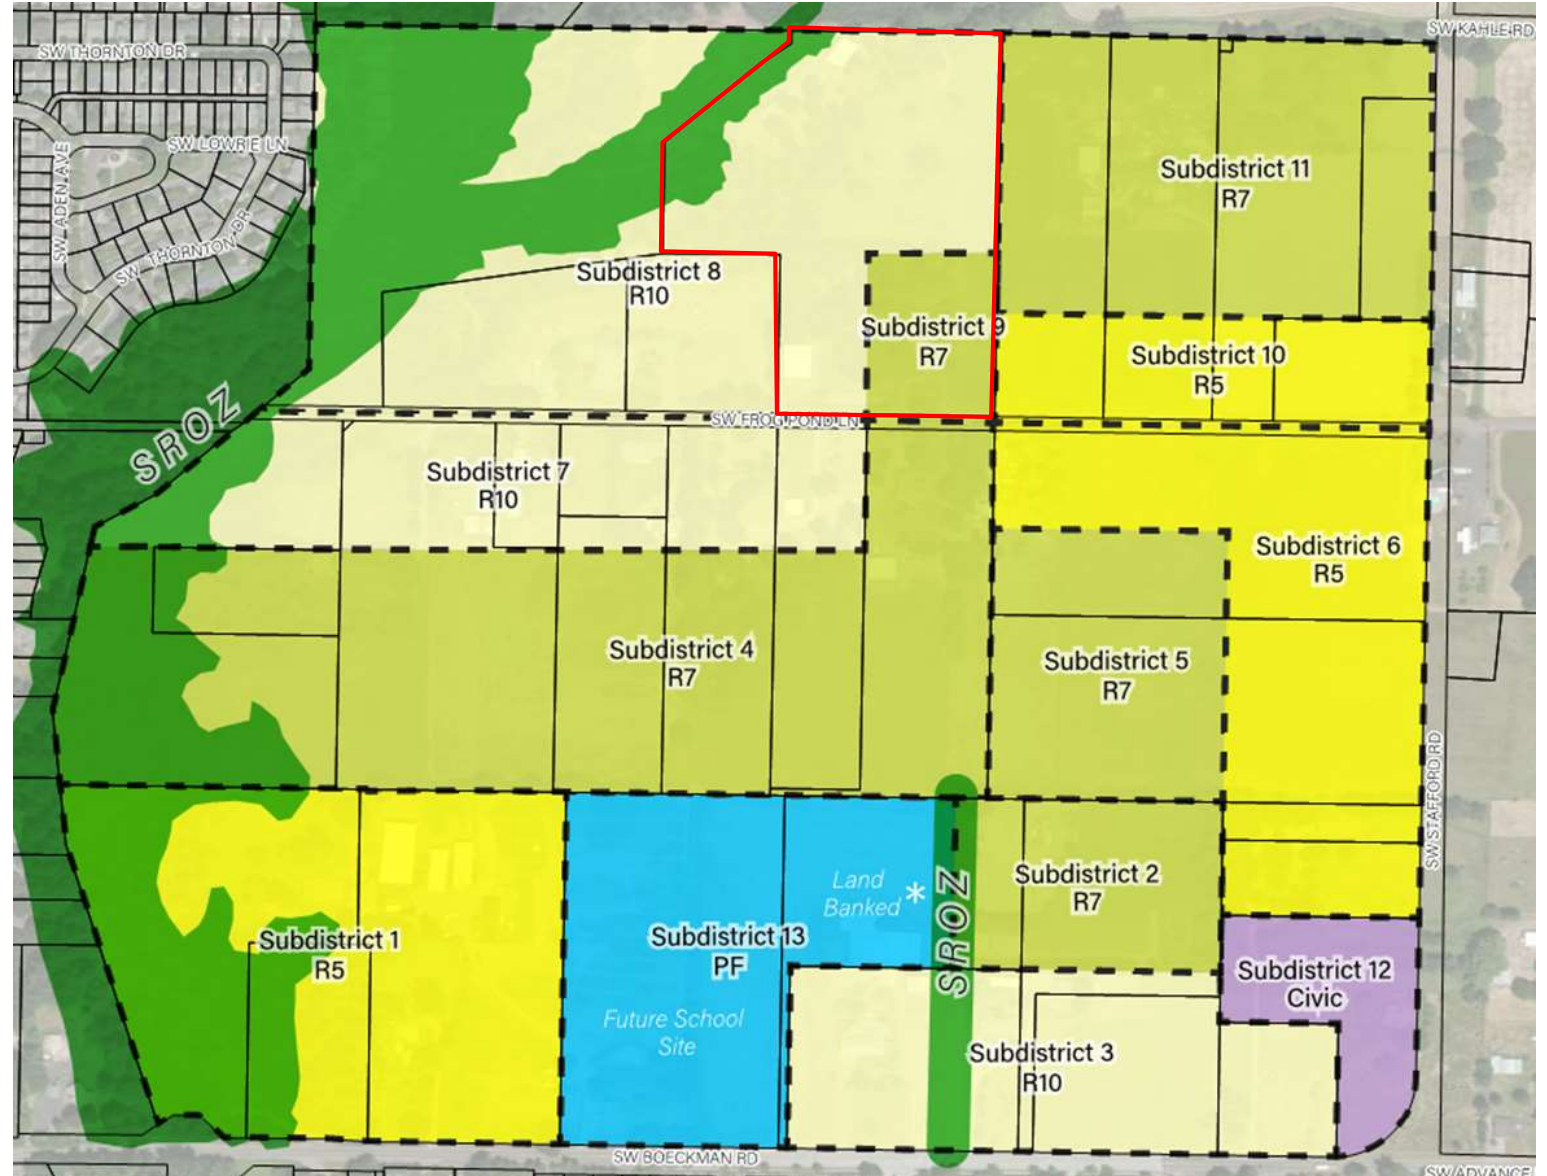 SW KAHLE RD
SW THORNTON DR
SW LOWRIE LN
SW ADEN AVE
SW THORNTON DR
Subdistrict 11
R7
Subdistrict 8
R10
Subdistrict 9
R7
Subdistrict 10
R5
SROZ
SW FROG POND LN
Subdistrict 7
R10
Subdistrict 6
R5
Subdistrict 4
R7
Subdistrict 5
R7
SW STAFFORD RD
Land
Banked *
SROZ
Subdistrict 2
R7
Subdistrict 1
R5
Subdistrict 13
PF
Subdistrict 12
Civic
Future School
Site
Subdistrict 3
R10
SW BOECKMAN RD
SW ADVANCE